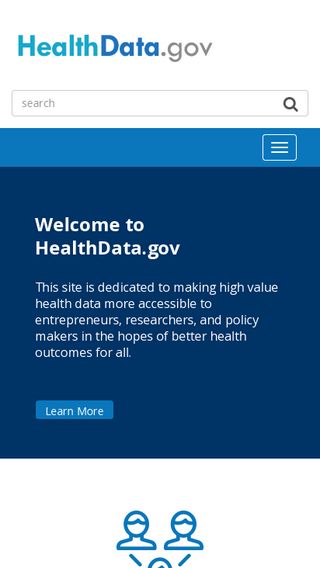 HealthData.gov
search
Welcome to
HealthData.gov
This site is dedicated to making high value
health data more accessible to
entrepreneurs, researchers, and policy
makers in the hopes of better health
outcomes for all.
Learn More